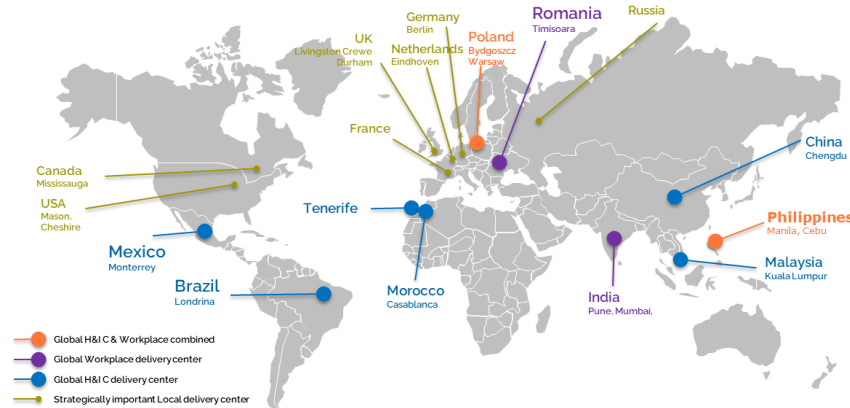 Germany
Berlin
Romania
Timisoara
Russia
UK
Livingston Crewe
Durham
Netherlands
Eindhoven
Poland
Bydgoszcz
Warsaw
France
China
Chengdu
Canada
Mississauga
USA
Mason,
Cheshire
Tenerife
Philippines
Manila, Cebu
Mexico
Monterrey
Malaysia
Kuala Lumpur
Brazil
Londrina
Morocco
Casablanca
India
Pune, Mumbai,
Global H&I C & Workplace combined
Global Workplace delivery center
Global H&I C delivery center
Strategically important Local delivery center